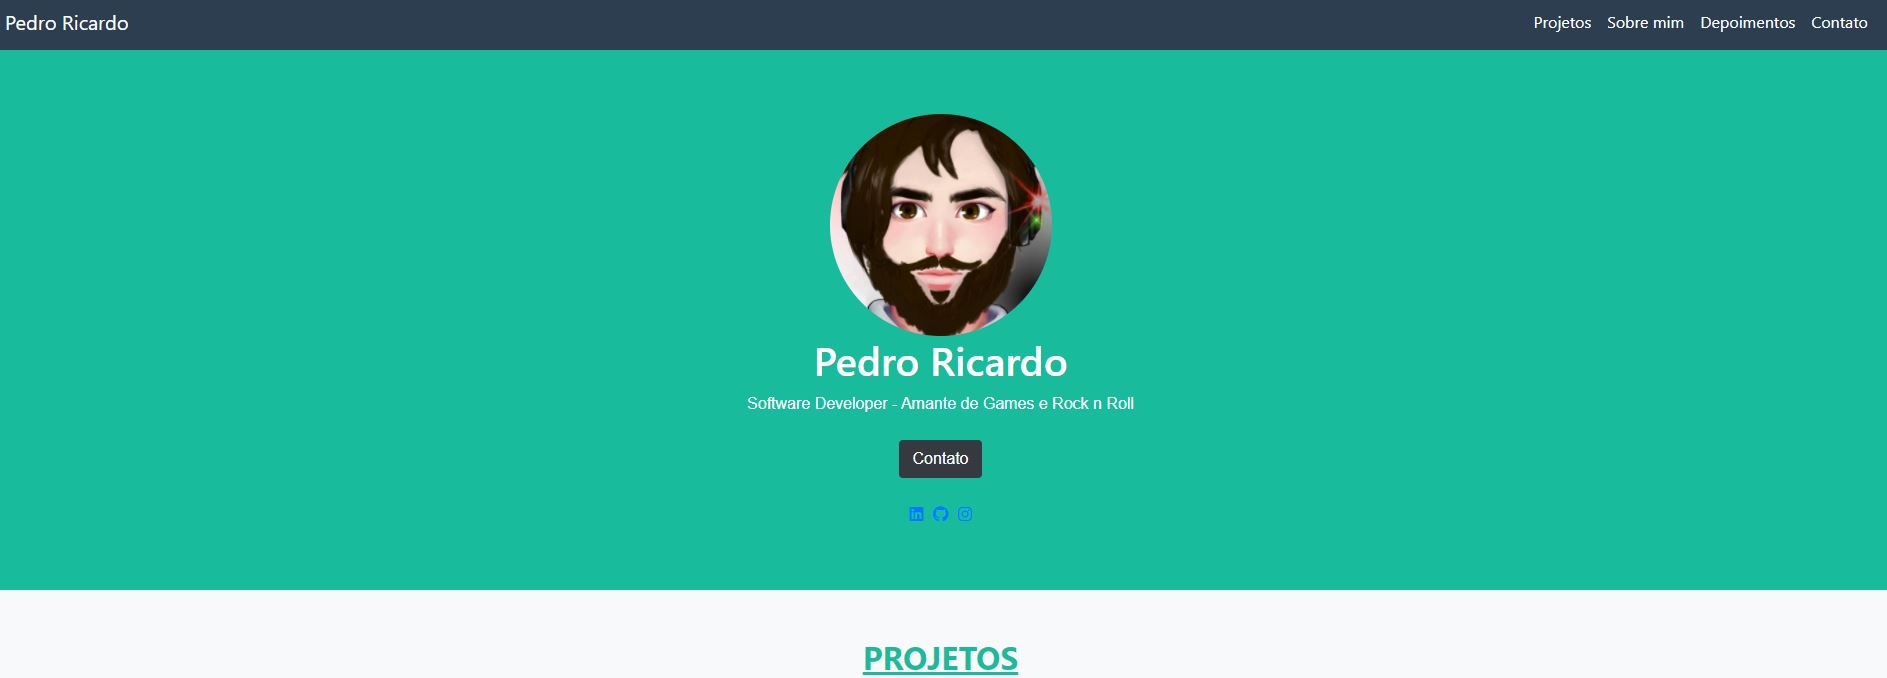 Pedro Ricardo
Projetos Sobre mim Depoimentos Contato
Pedro Ricardo
Software Developer - Amante de Games e Rock n Roll
Contato
PROJETOS